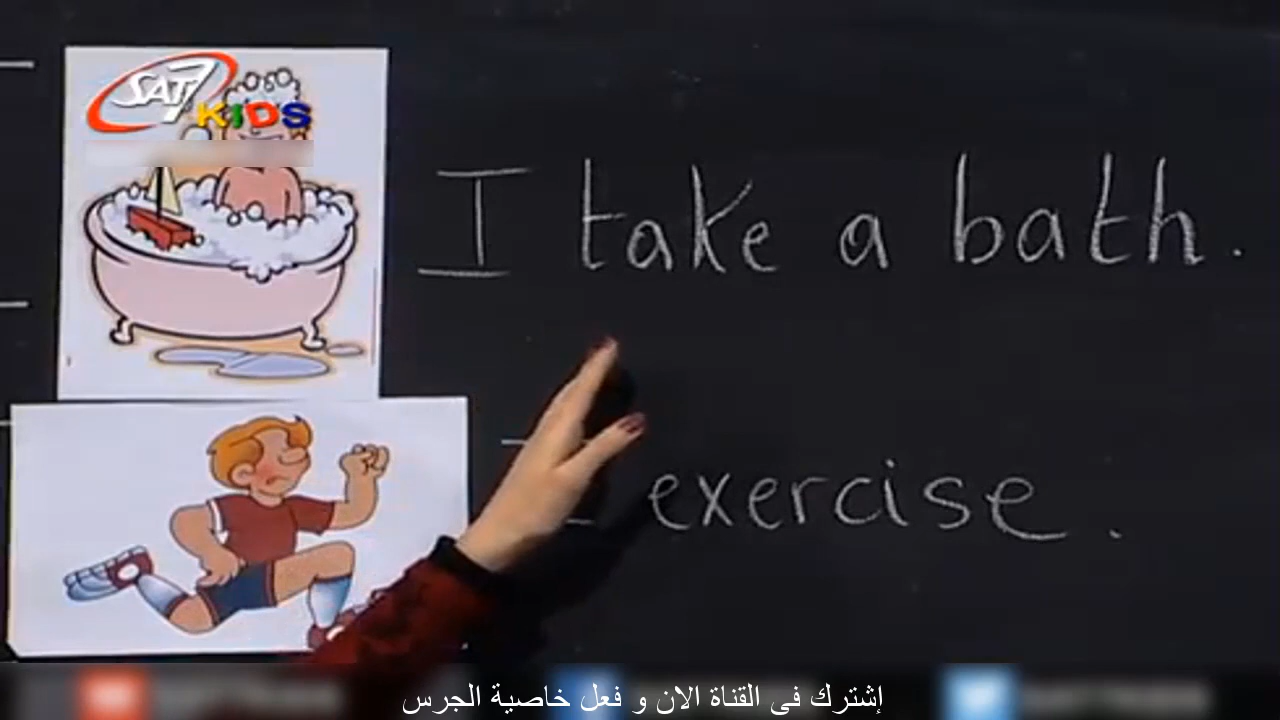 SAT7
KIDS
I take a bath.
exercise.
إشترك فى القناة الان و فعل خاصية الجرس